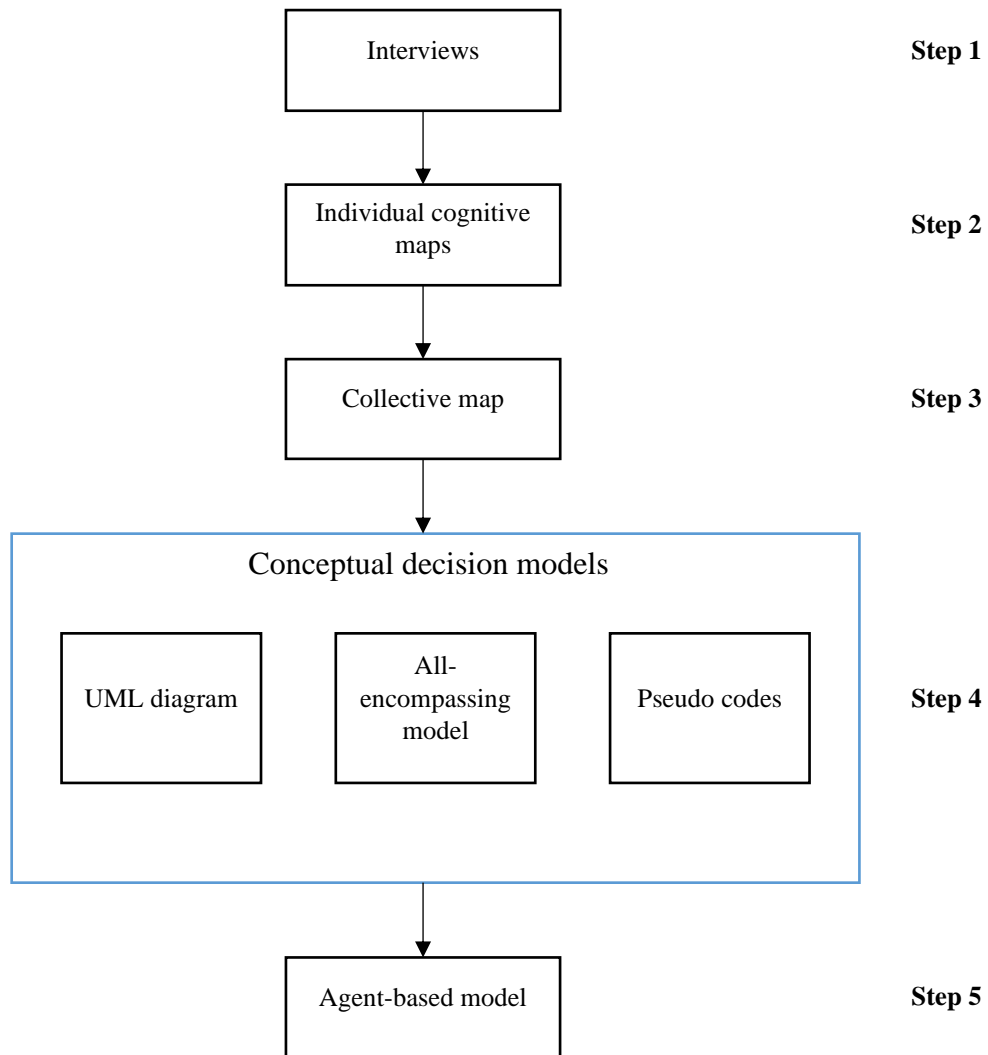 Interviews
Step 1
Individual cognitive
maps
Step 2
Collective map
Step 3
Conceptual decision models
UML diagram
All-
encompassing
model
Pseudo codes
Step 4
Agent-based model
Step 5